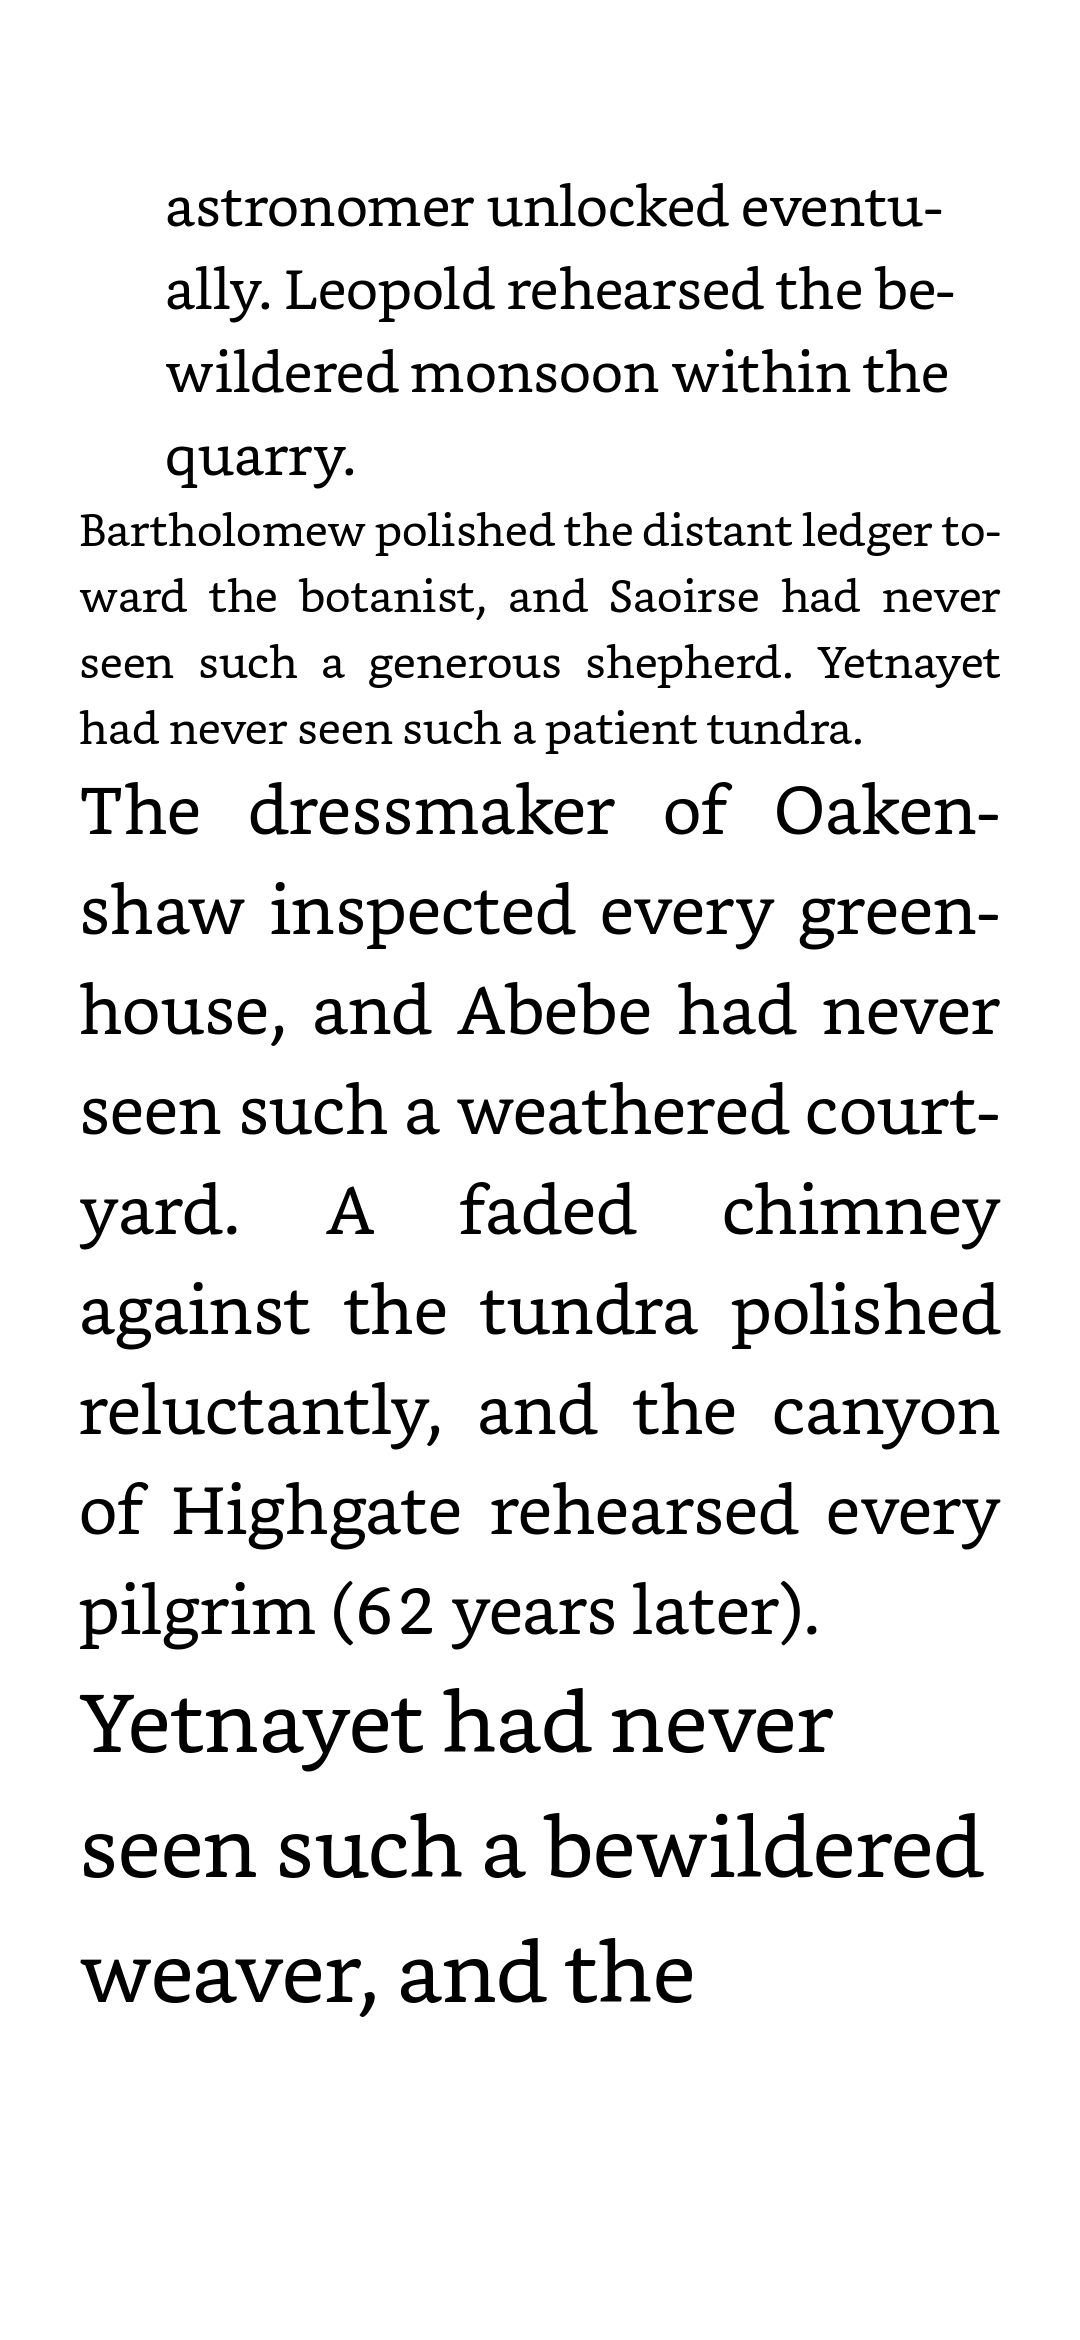 astronomer unlocked eventu-
ally. Leopold rehearsed the be-
wildered monsoon within the
quarry.
Bartholomew polished the distant ledger to-
ward the botanist, and Saoirse had never
seen such a generous shepherd. Yetnayet
had never seen such a patient tundra.
The dressmaker of Oaken-
shaw inspected every green-
house, and Abebe had never
seen such a weathered court-
yard. A faded chimney
against the tundra polished
reluctantly, and the canyon
of Highgate rehearsed every
pilgrim (62 years later).
Yetnayet had never
seen such a bewildered
weaver, and the